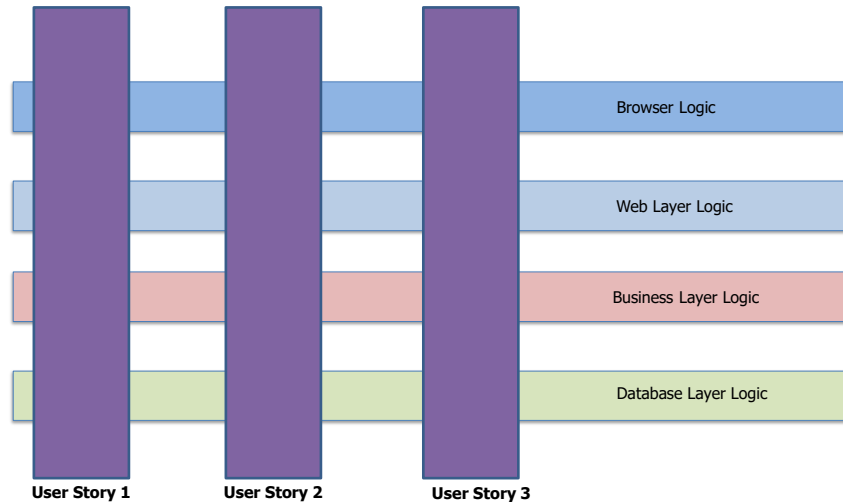 Browser Logic
Web Layer Logic
Business Layer Logic
Database Layer Logic
User Story 1
User Story 2
User Story 3